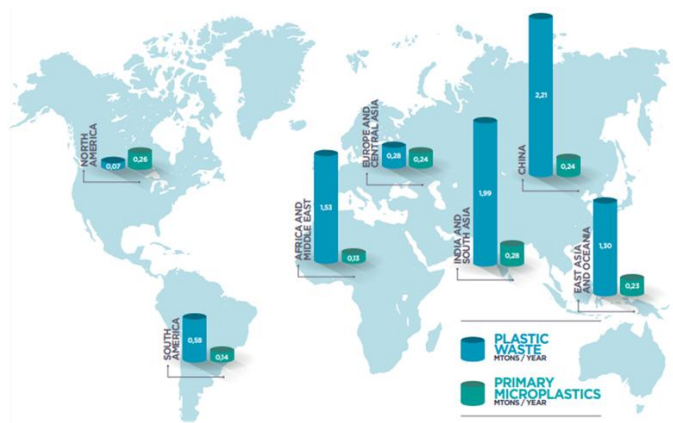 NORTH
AMERICA
0,07
0,26
EUROPE AND
CENTRAL ASIA
0,28
0,24
CHINA
2,21
0,24
AFRICA AND
MIDDLE EAST
1,53
0,13
INDIA AND
SOUTH ASIA
1,99
0,28
EAST ASIA
AND OCEANIA
1,30
0,23
SOUTH
AMERICA
0,58
0,14
PLASTIC
WASTE
MTONS / YEAR
PRIMARY
MICROPLASTICS
MTONS / YEAR